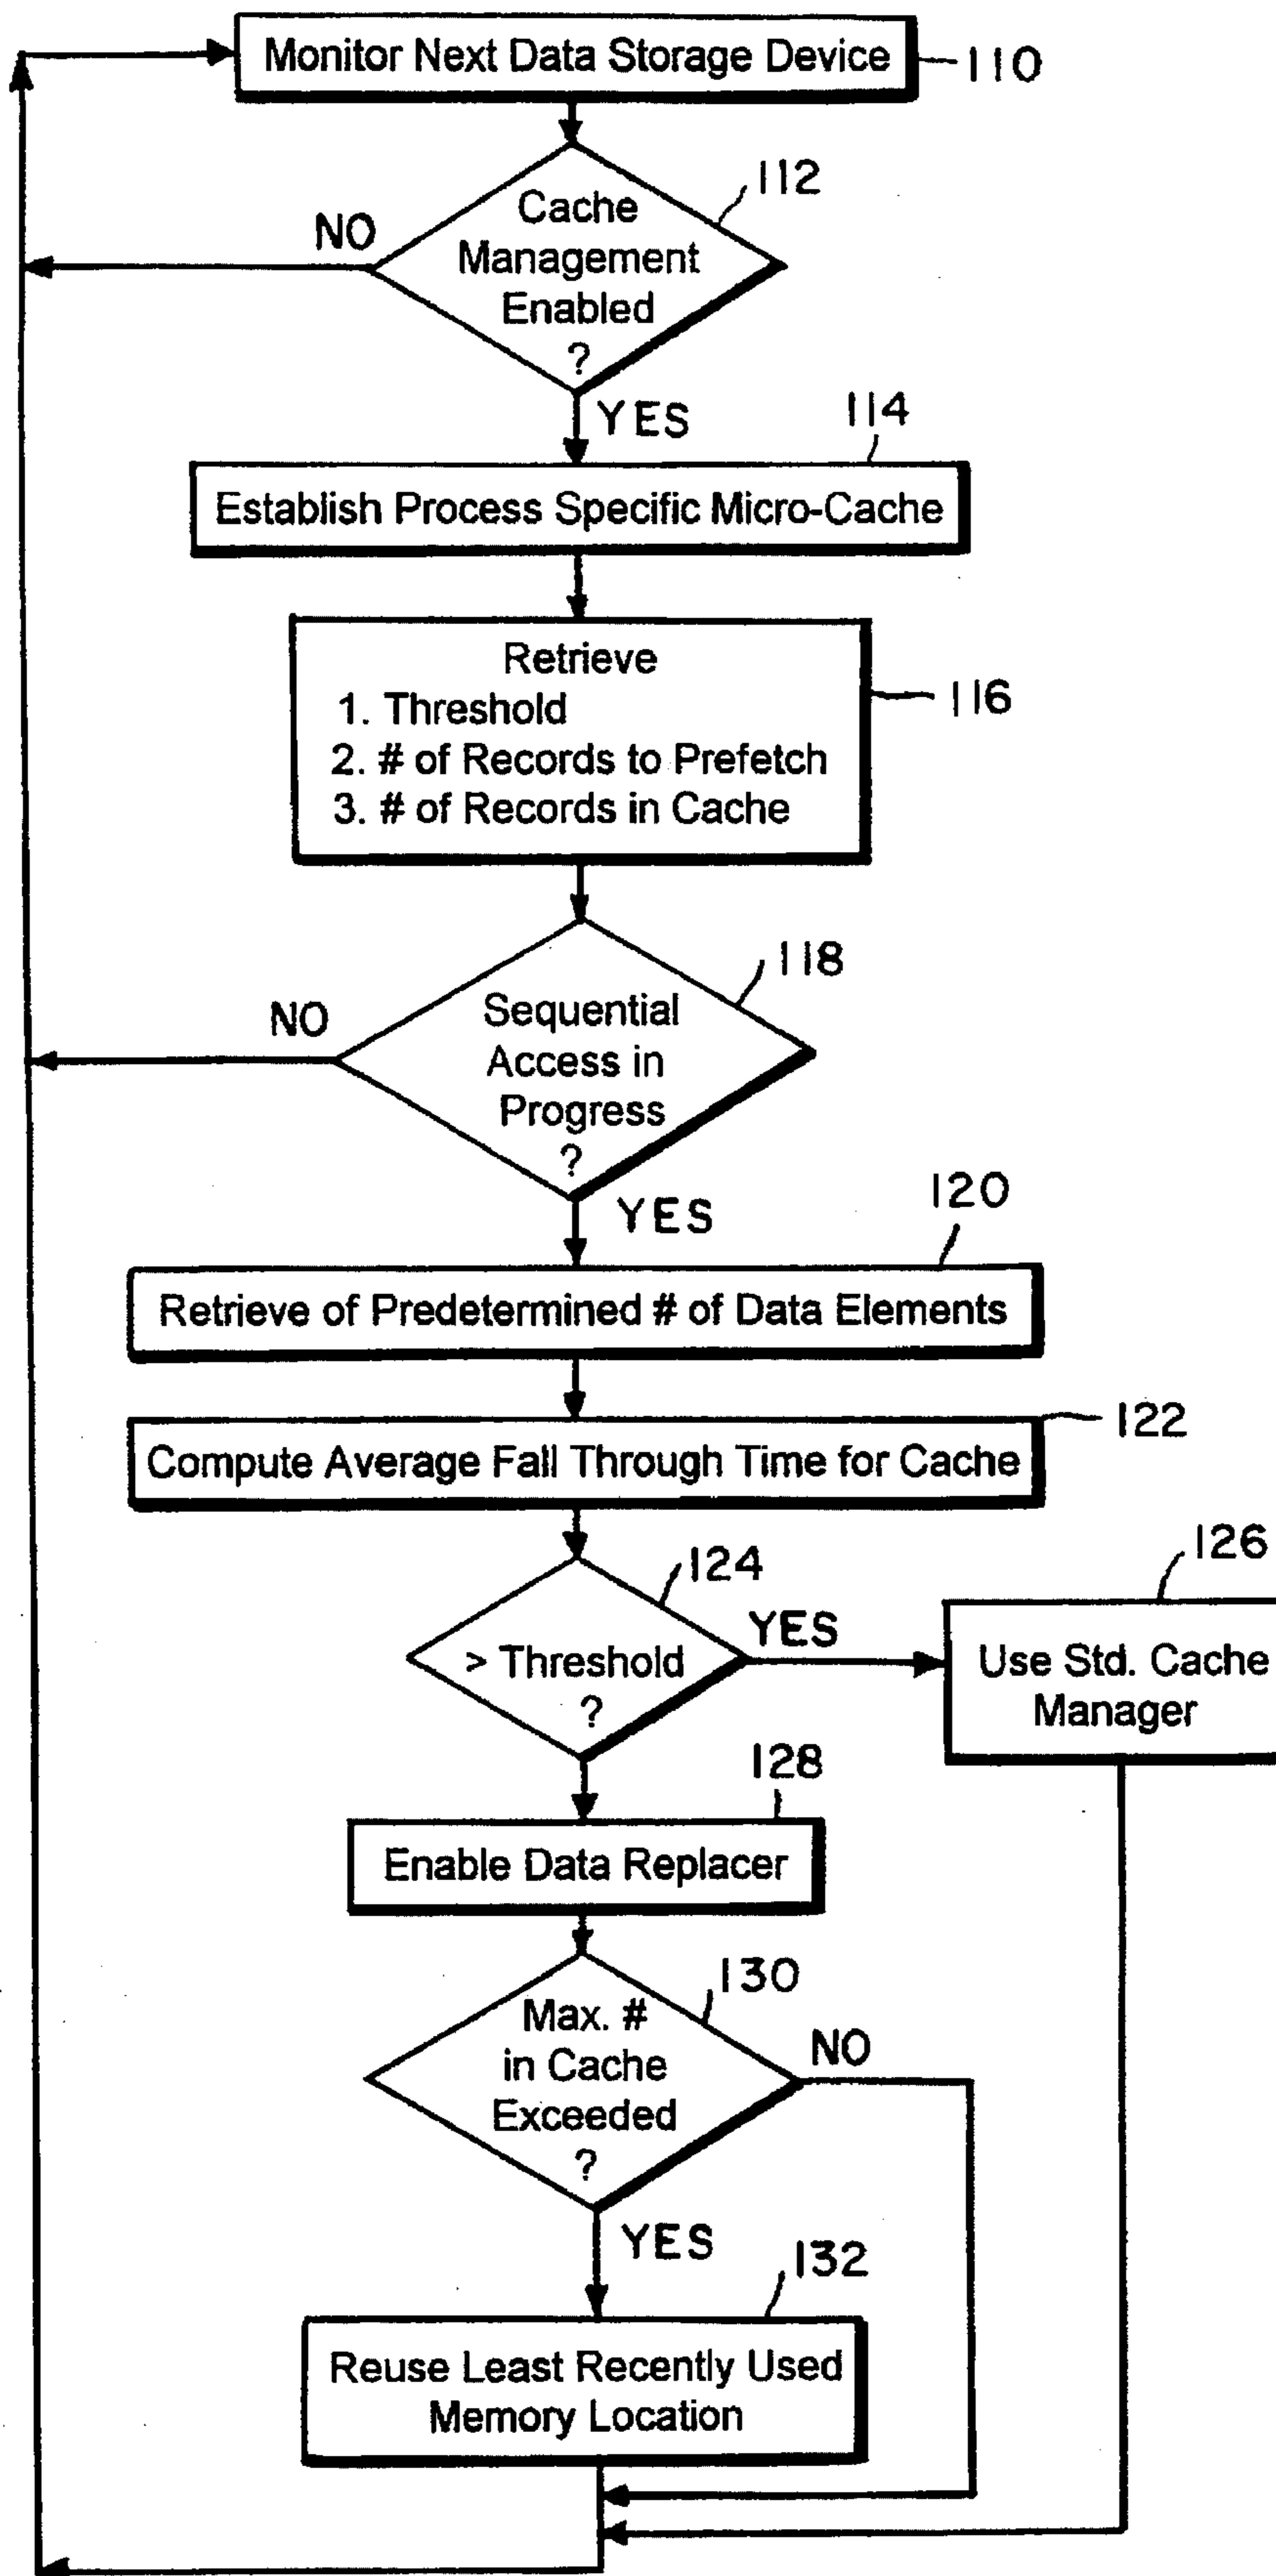 Monitor Next Data Storage Device
110
112
Cache
Management
Enabled
?
NO
YES
114
Establish Process Specific Micro-Cache
Retrieve
1. Threshold
2. # of Records to Prefetch
3. # of Records in Cache
116
118
Sequential
Access in
Progress
?
NO
YES
120
Retrieve of Predetermined # of Data Elements
122
Compute Average Fall Through Time for Cache
124
> Threshold
?
YES
126
Use Std. Cache
Manager
128
Enable Data Replacer
130
Max. #
in Cache
Exceeded
?
NO
YES
132
Reuse Least Recently Used
Memory Location